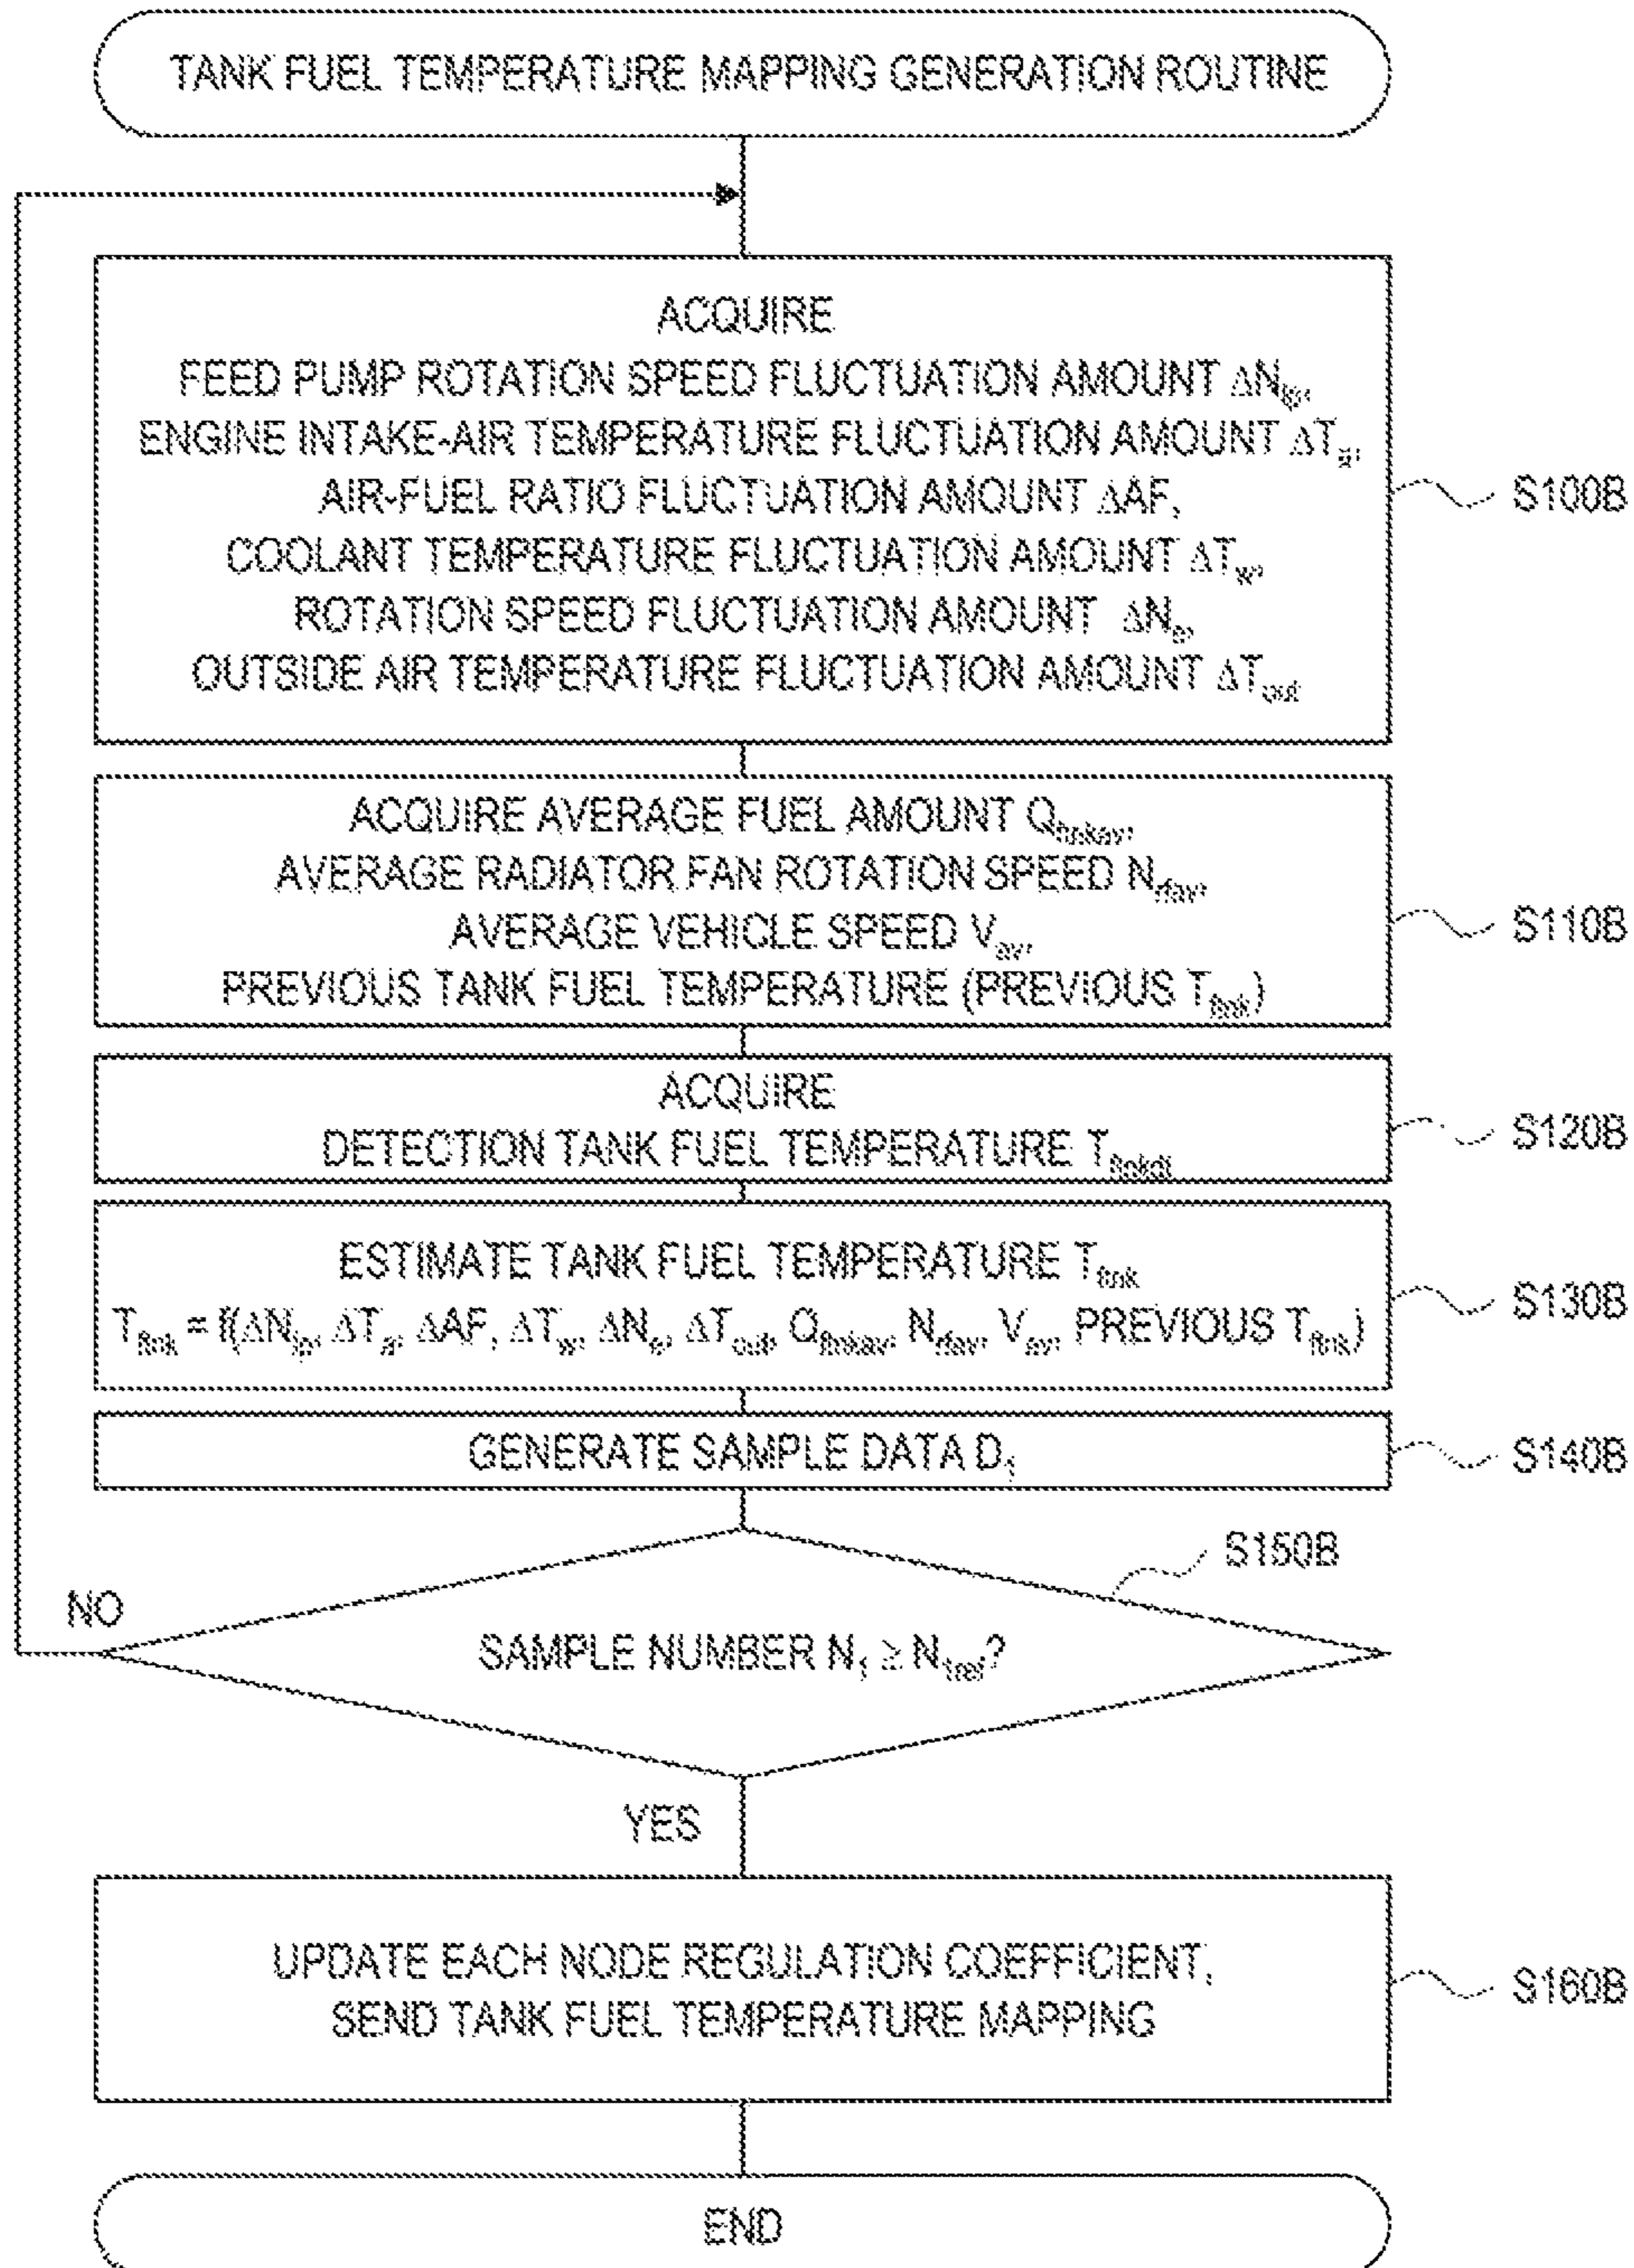 TANK FUEL TEMPERATURE MAPPING GENERATION ROUTINE
ACQUIRE
FEED PUMP ROTATION SPEED FLUCTUATION AMOUNT ΔNlp,
ENGINE INTAKE-AIR TEMPERATURE FLUCTUATION AMOUNT ΔTa,
AIR-FUEL RATIO FLUCTUATION AMOUNT ΔAF,
COOLANT TEMPERATURE FLUCTUATION AMOUNT ΔTw,
ROTATION SPEED FLUCTUATION AMOUNT ΔNe,
OUTSIDE AIR TEMPERATURE FLUCTUATION AMOUNT ΔTout
S100B
ACQUIRE AVERAGE FUEL AMOUNT Qftnkav,
AVERAGE RADIATOR FAN ROTATION SPEED Nrfav,
AVERAGE VEHICLE SPEED Vav,
PREVIOUS TANK FUEL TEMPERATURE (PREVIOUS Tftnk)
S110B
ACQUIRE
DETECTION TANK FUEL TEMPERATURE Tftnkdt
S120B
ESTIMATE TANK FUEL TEMPERATURE Tftnk
Tftnk = f(ΔNlp, ΔTa, ΔAF, ΔTw, ΔNe, ΔTout, Qftnkav, Nrfav, Vav, PREVIOUS Tftnk)
S130B
GENERATE SAMPLE DATA D1
S140B
S150B
NO
SAMPLE NUMBER N1 ≥ N1ref?
YES
UPDATE EACH NODE REGULATION COEFFICIENT,
SEND TANK FUEL TEMPERATURE MAPPING
S160B
END